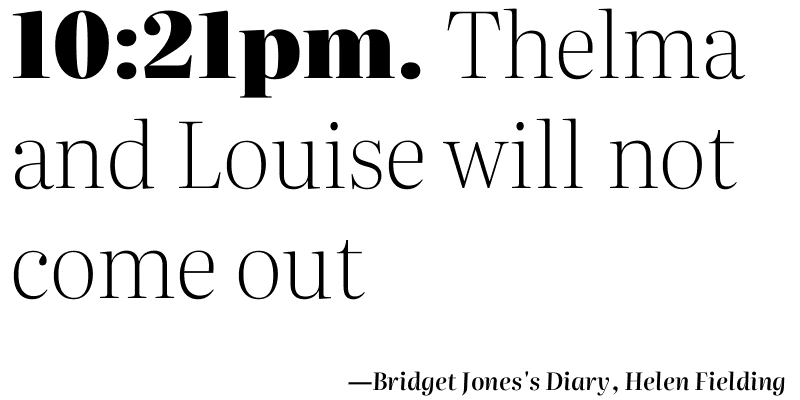 10:21pm. Thelma
and Louise will not
come out
—Bridget Jones's Diary, Helen Fielding